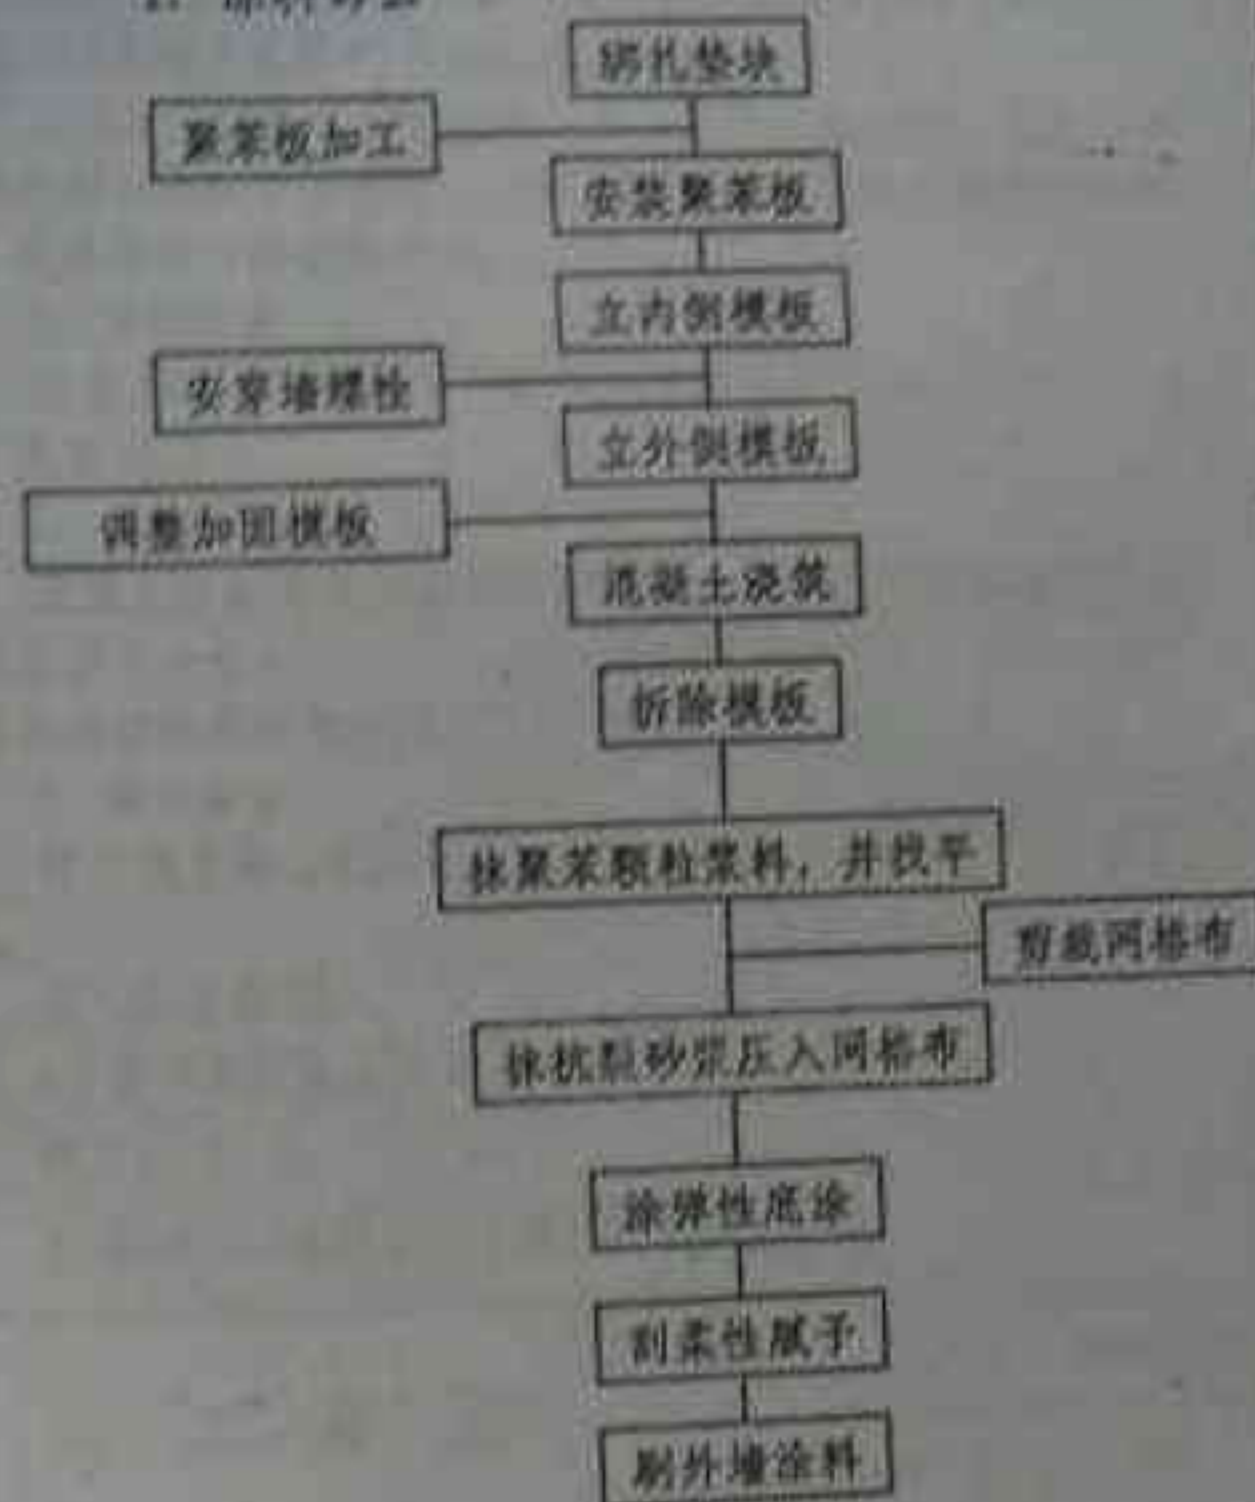 绑扎垫块
聚苯板加工
安装聚苯板
立内侧模板
安穿墙螺栓
立外侧模板
调整加固模板
混凝土浇筑
拆除模板
抹聚苯颗粒浆料，并找平
剪裁网格布
抹抗裂砂浆压入网格布
涂弹性底涂
刮柔性腻子
刷外墙涂料